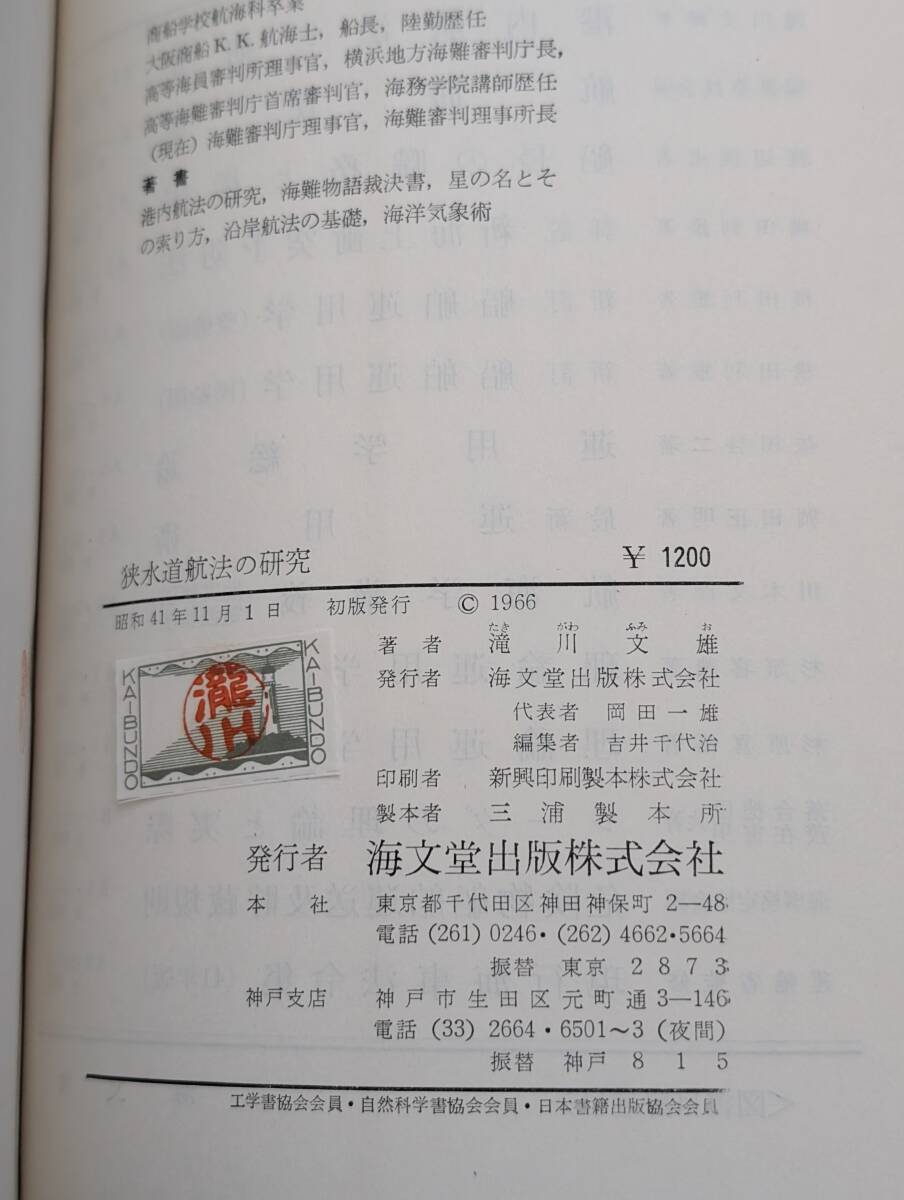 商船学校航海科卒業
大阪商船K.K.航海士，船長，陸勤歴任
高等海員審判所理事官，横浜地方海難審判庁長，
高等海難審判庁首席審判官，海務学院講師歴任
（現在）海難審判庁理事官，海難審判理事所長
著書
港内航法の研究，海難物語裁決書，星の名とそ
の索り方，沿岸航法の基礎，海洋気象術
狭水道航法の研究 ¥ 1200
昭和41年11月1日 初版発行 © 1966
たき がわ ふみ お
著者 滝川文雄
発行者 海文堂出版株式会社
代表者 岡田一雄
編集者 吉井千代治
印刷者 新興印刷製本株式会社
製本者 三浦製本所
KAIBUNDO
瀧川
KAIBUNDO
発行者 海文堂出版株式会社
本社 東京都千代田区神田神保町 2―48
電話 (261) 0246・(262) 4662・5664
振替 東京 2873
神戸支店 神戸市生田区元町通 3―146
電話 (33) 2664・6501～3 (夜間)
振替 神戸 815
工学書協会会員・自然科学書協会会員・日本書籍出版協会会員